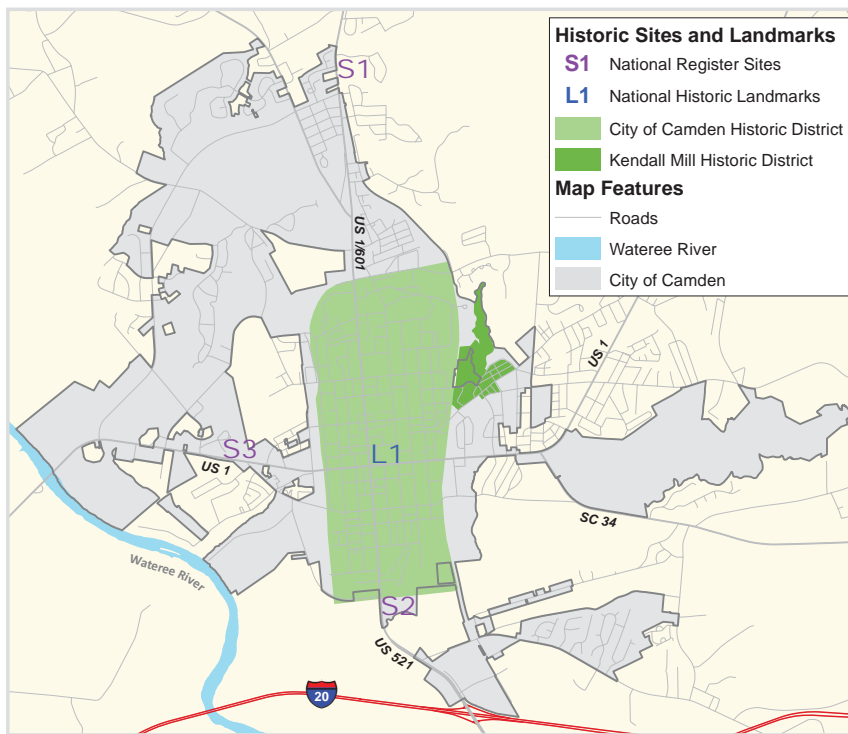 Historic Sites and Landmarks
S1 National Register Sites
L1 National Historic Landmarks
City of Camden Historic District
Kendall Mill Historic District
Map Features
Roads
Wateree River
City of Camden
S1
US 1/601
US 1
S3
US 1
L1
SC 34
Wateree River
S2
US 521
20